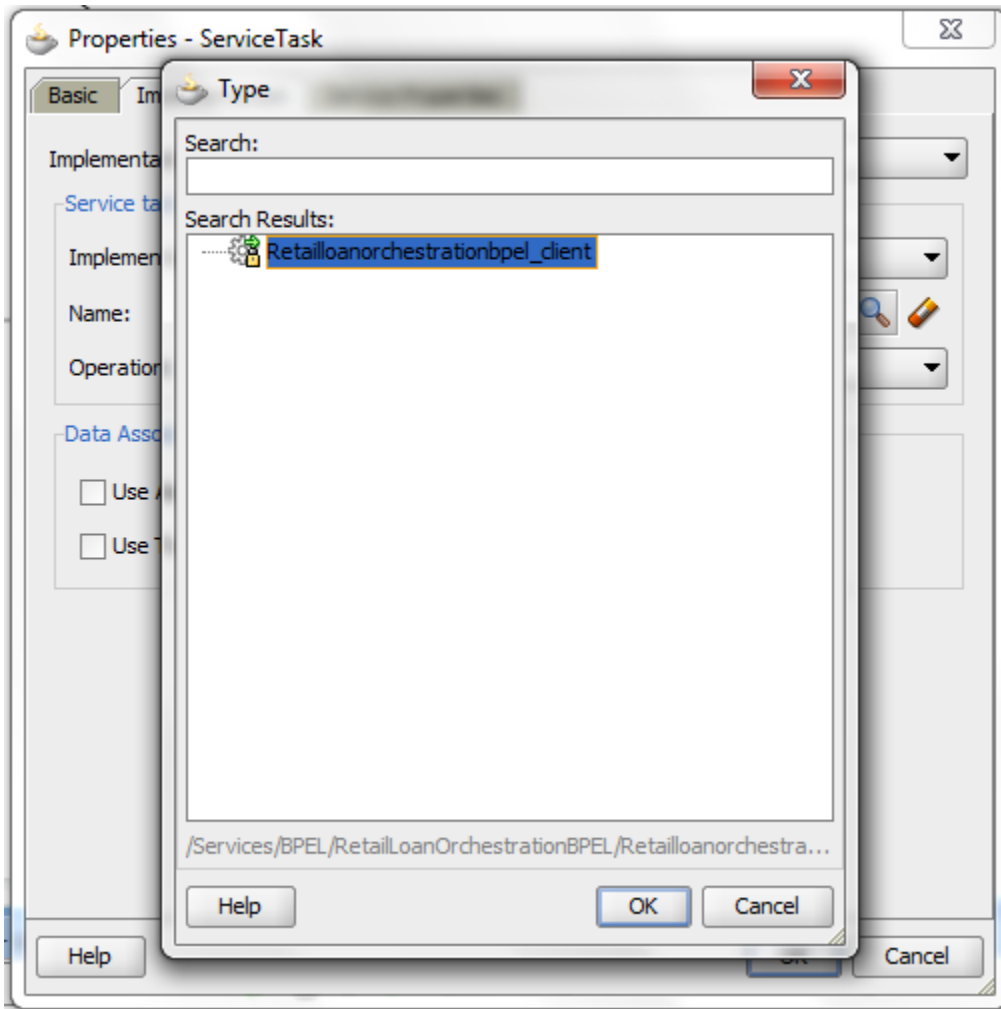 Properties - ServiceTask
Basic
Im
Type
Search:
Implementa
Service ta
Search Results:
Retailloanorchestrationbpel_client
Implemen
Name:
Operation
Data Asso
Use A
Use T
/Services/BPEL/RetailLoanOrchestrationBPEL/Retailloanorchestra...
Help
OK
Cancel
Help
OK
Cancel